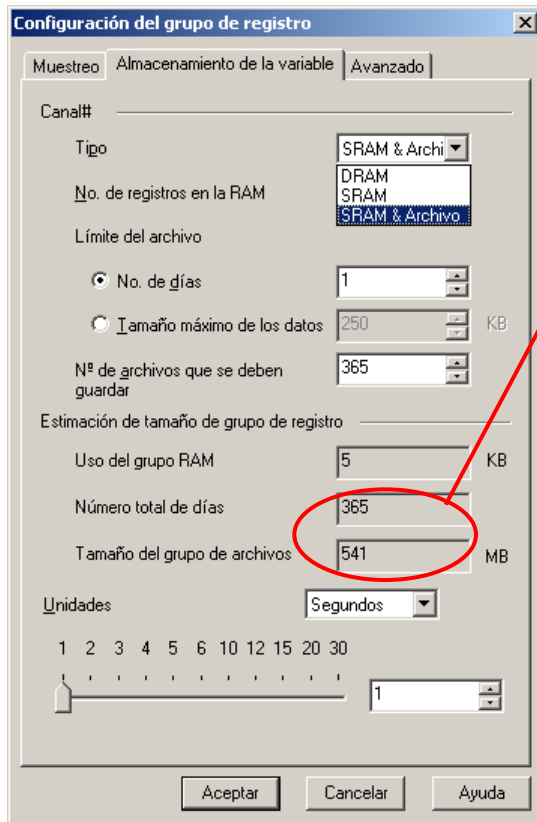 Configuración del grupo de registro
Muestreo Almacenamiento de la variable Avanzado
Canal#
Tipo SRAM & Archi
DRAM
No. de registros en la RAM SRAM
SRAM & Archivo
Límite del archivo
No. de días 1
Tamaño máximo de los datos 250 KB
Nº de archivos que se deben guardar 365
Estimación de tamaño de grupo de registro
Uso del grupo RAM 5 KB
Número total de días 365
Tamaño del grupo de archivos 541 MB
Unidades Segundos
1 2 3 4 5 6 10 12 15 20 30
1
Aceptar Cancelar Ayuda